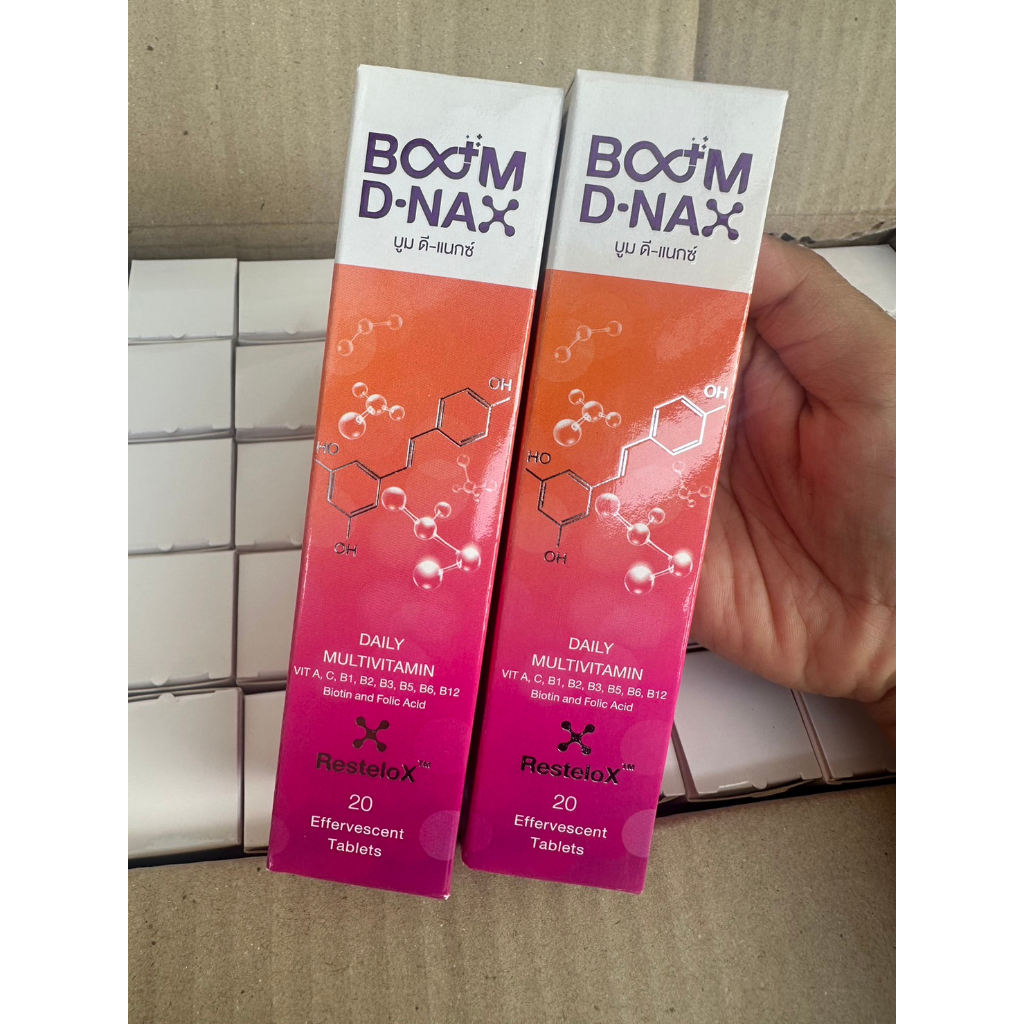 BOOM
D-NAX
บูม ดี-แนกซ์
OH
HO
OH
DAILY
MULTIVITAMIN
VIT A, C, B1, B2, B3, B5, B6, B12
Biotin and Folic Acid
ResteloX™
20
Effervescent
Tablets
BOOM
D-NAX
บูม ดี-แนกซ์
OH
HO
OH
DAILY
MULTIVITAMIN
VIT A, C, B1, B2, B3, B5, B6, B12
Biotin and Folic Acid
ResteloX™
20
Effervescent
Tablets